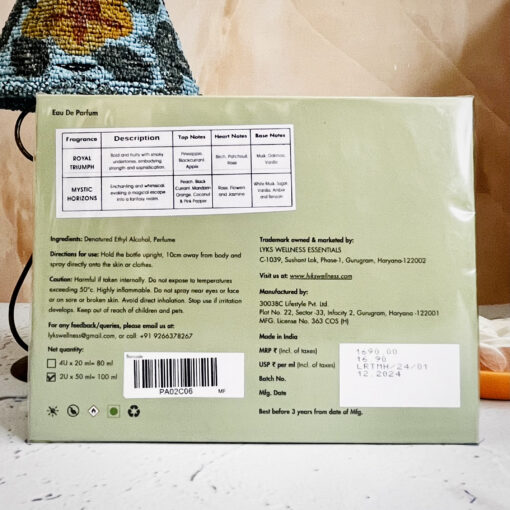 Eau De Parfum
Fragrance Description Top Notes Heart Notes Base Notes
ROYAL TRIUMPH
Bold and fruity with smoky
undertones, embodying
strength and sophistication.
Pineapple,
Blackcurrant,
Apple
Birch, Patchouli,
Rose
Musk, Oakmoss,
Vanilla
MYSTIC HORIZONS
Enchanting and whimsical,
evoking a magical escape
into a fantasy realm.
Peach, Black
Currant, Mandarin-
Orange, Coconut
& Pink Pepper
Rose, Flowers
and Jasmine
White Musk, Sugar,
Vanilla, Amber
and Benzoin
Ingredients: Denatured Ethyl Alcohol, Perfume
Directions for use: Hold the bottle upright, 10cm away from body and
spray directly onto the skin or clothes.
Caution: Harmful if taken internally. Do not expose to temperatures
exceeding 50°c. Highly inflammable. Do not spray near eyes or face
or on sore or broken skin. Avoid direct inhalation. Stop use if irritation
develops. Keep out of reach of children and pets.
For any feedback/queries, please email us at:
lykswellness@gmail.com, or call: +91 9266378267
Net quantity:
4U x 20 ml= 80 ml
2U x 50 ml= 100 ml
Barcode
PA02C06 MF
Trademark owned & marketed by:
LYKS WELLNESS ESSENTIALS
C-1039, Sushant Lok, Phase-1, Gurugram, Haryana-122002
Visit us at: www.lykswellness.com
Manufactured by:
3003BC Lifestyle Pvt. Ltd.
Plot No. 22, Sector-33, Infocity 2, Gurugram, Haryana -122001
MFG. License No. 363 COS (H)
Made in India
MRP ₹ (Incl. of taxes) 1690.00
USP ₹ per ml (Incl. of taxes) 16.90
Batch No. LRTMH/24/01
Mfg. Date 12.2024
Best before 3 years from date of Mfg.